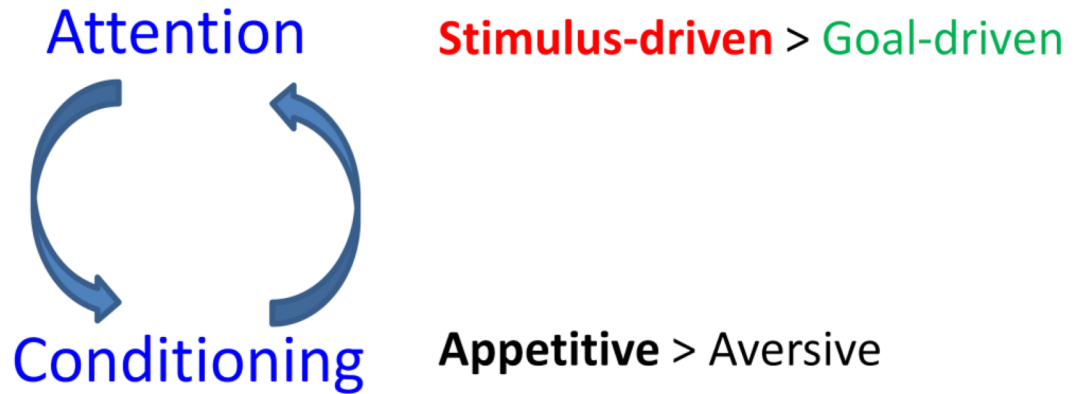 Attention
Stimulus-driven > Goal-driven
Conditioning
Appetitive > Aversive